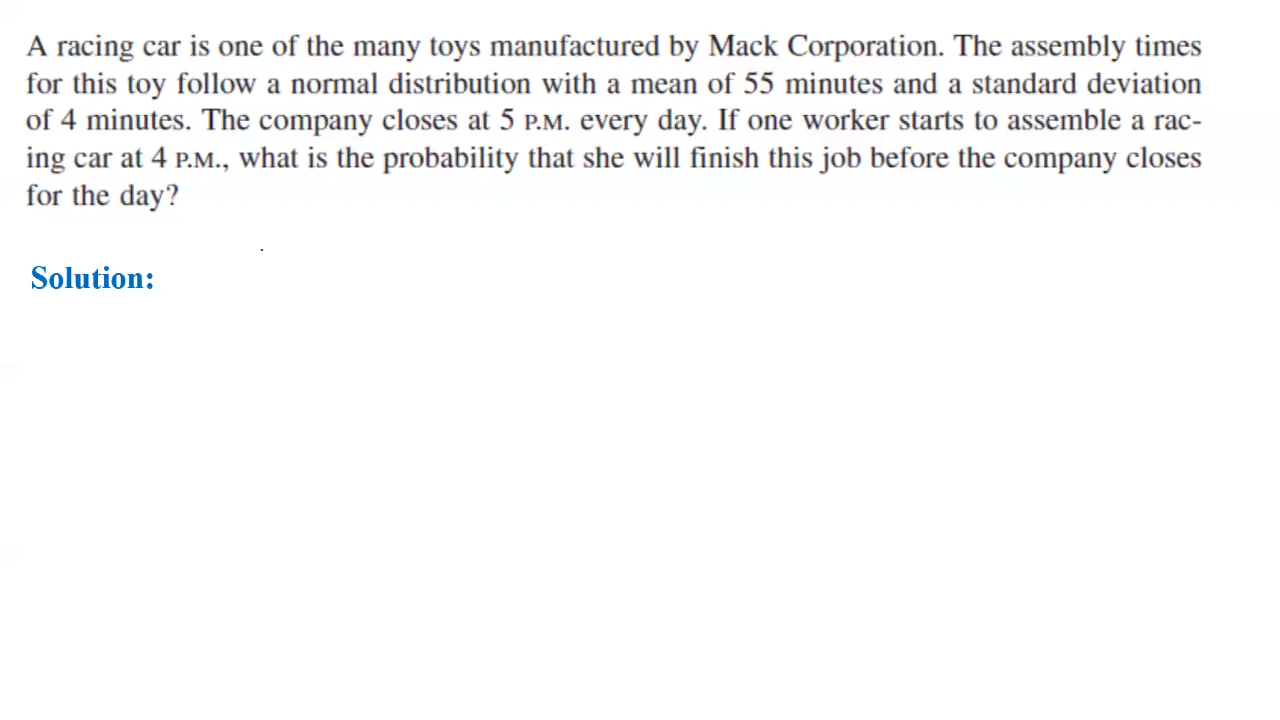 A racing car is one of the many toys manufactured by Mack Corporation. The assembly times
for this toy follow a normal distribution with a mean of 55 minutes and a standard deviation
of 4 minutes. The company closes at 5 P.M. every day. If one worker starts to assemble a rac-
ing car at 4 P.M., what is the probability that she will finish this job before the company closes
for the day?
Solution: